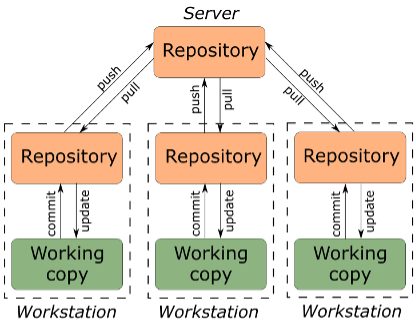 Server
Repository
push
pull
push
pull
push
pull
Repository
Repository
Repository
commit
update
commit
update
commit
update
Working
copy
Working
copy
Working
copy
Workstation
Workstation
Workstation